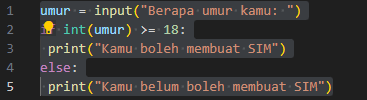 1 umur = input("Berapa umur kamu: ")
2 int(umur) >= 18:
3 print("Kamu boleh membuat SIM")
4 else:
5 print("Kamu belum boleh membuat SIM")